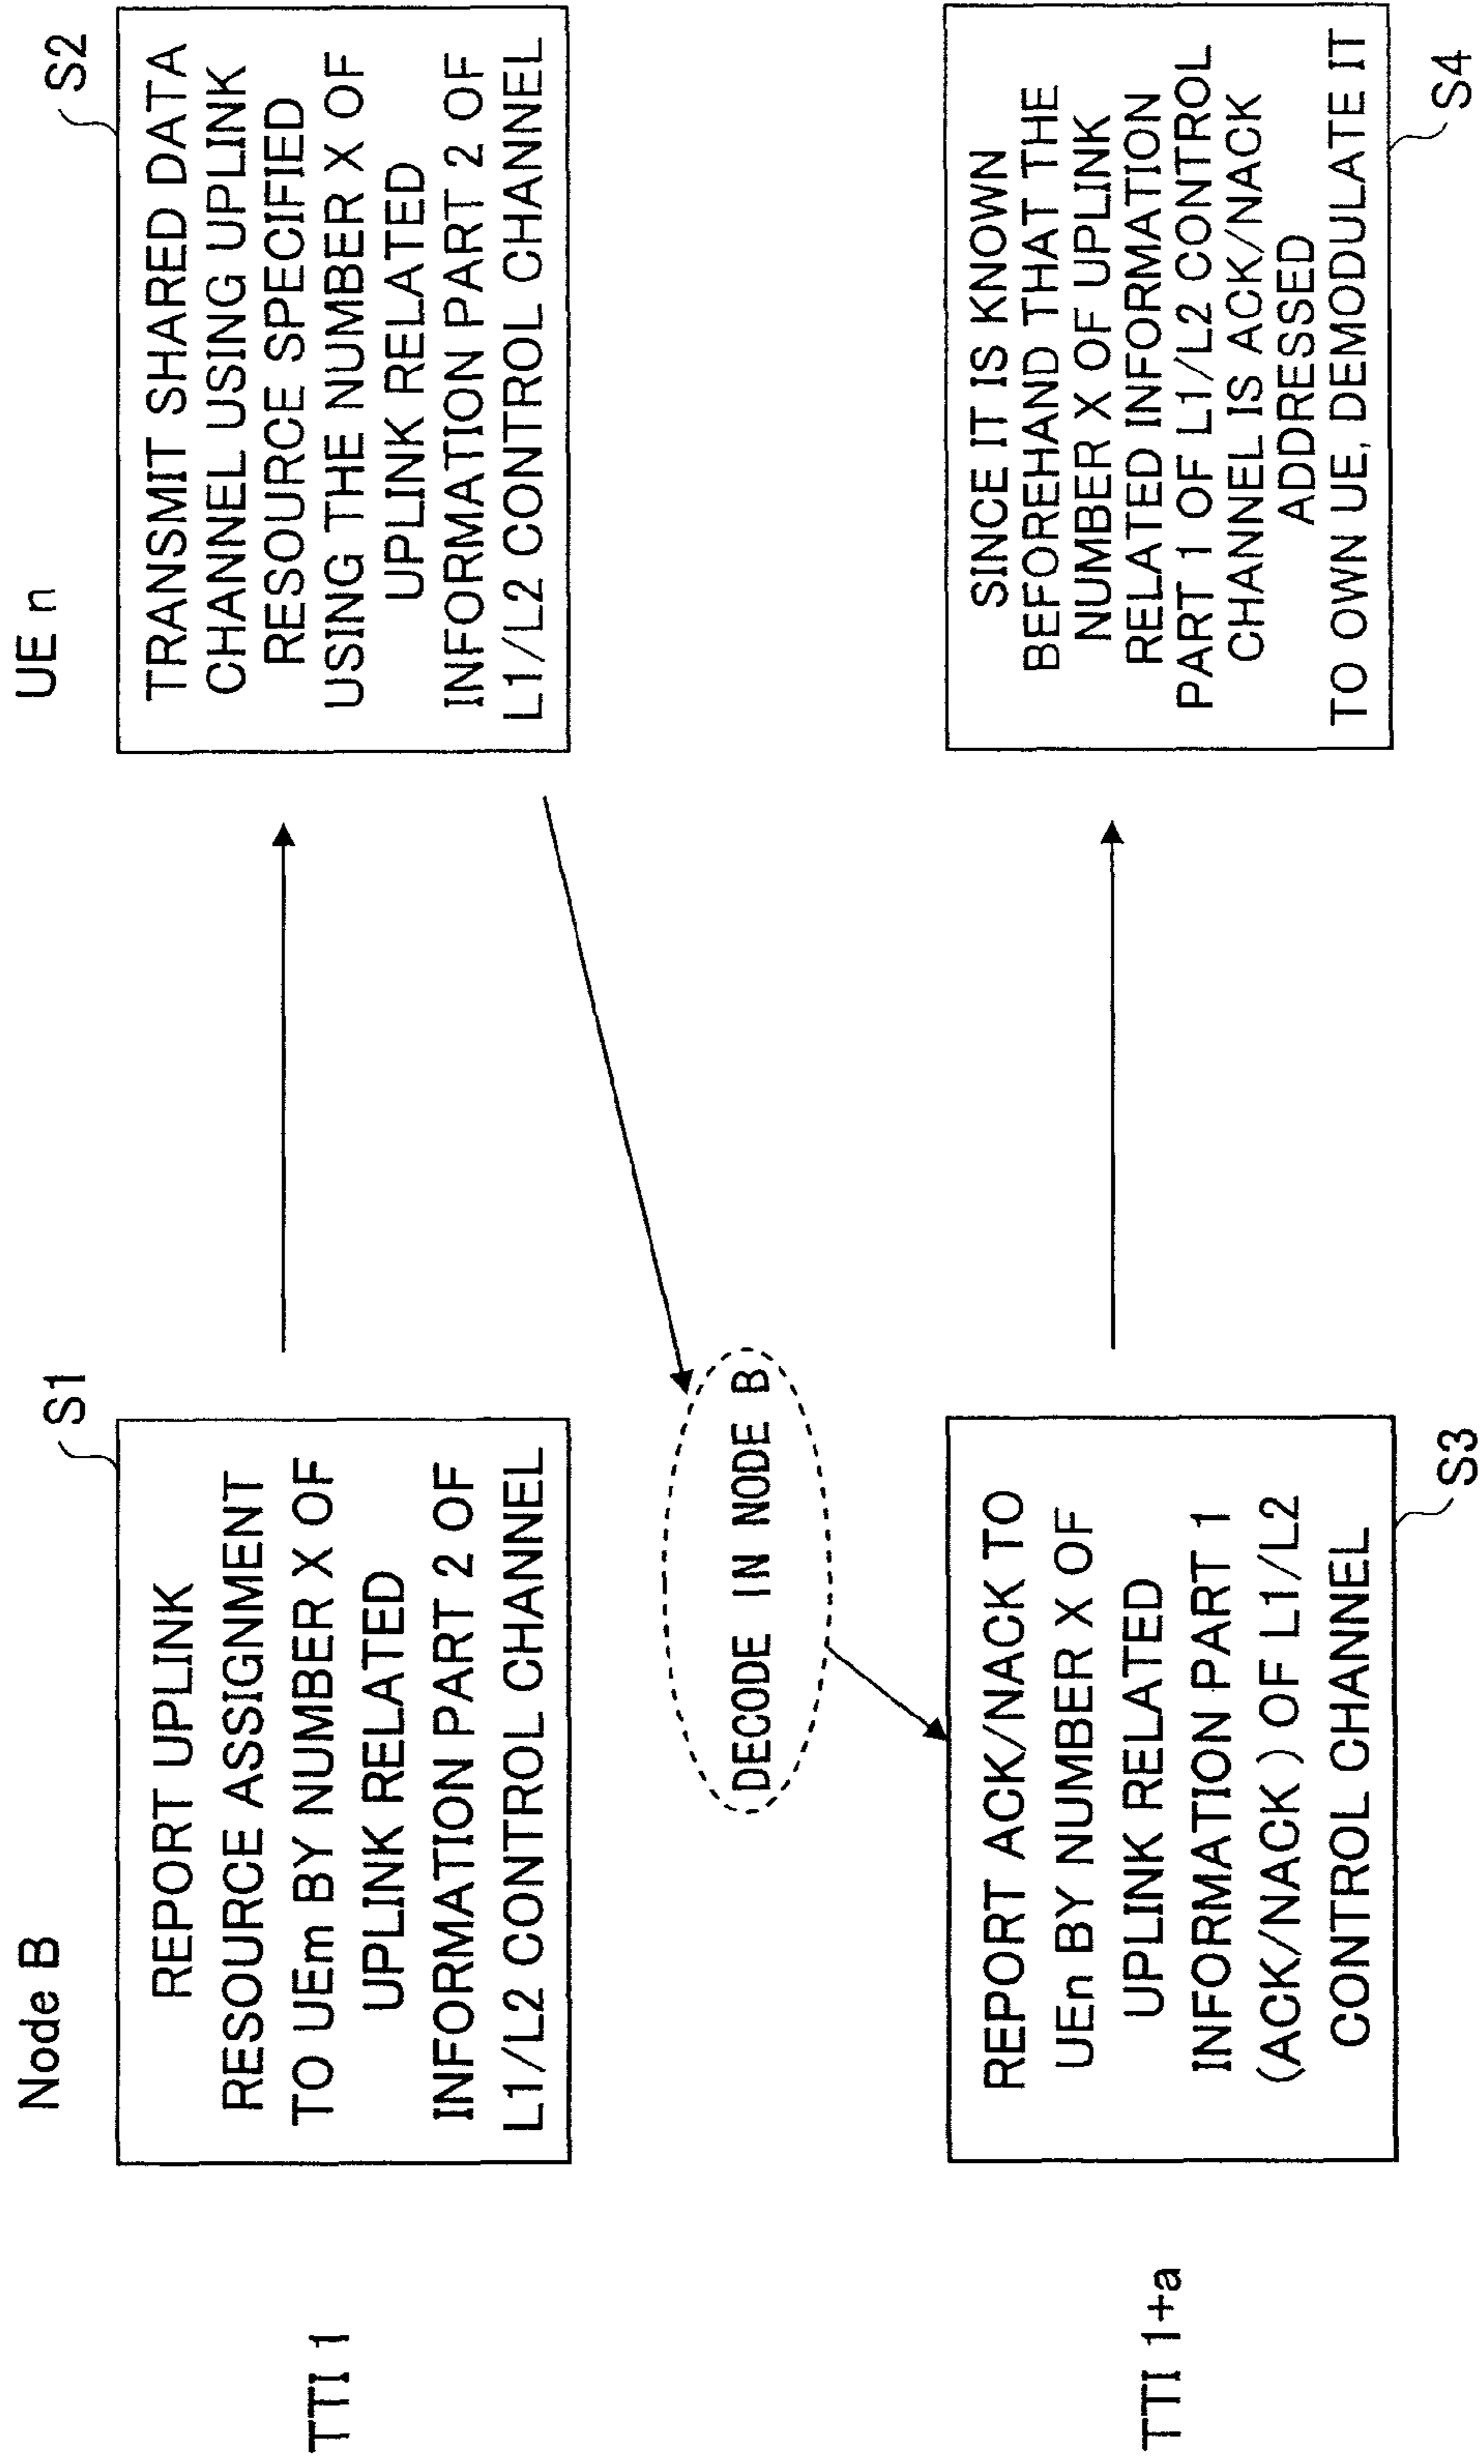 Node B
UE n
TTI 1
S1
REPORT UPLINK
RESOURCE ASSIGNMENT
TO UEm BY NUMBER X OF
UPLINK RELATED
INFORMATION PART 2 OF
L1/L2 CONTROL CHANNEL
S2
TRANSMIT SHARED DATA
CHANNEL USING UPLINK
RESOURCE SPECIFIED
USING THE NUMBER X OF
UPLINK RELATED
INFORMATION PART 2 OF
L1/L2 CONTROL CHANNEL
DECODE IN NODE B
TTI 1+a
REPORT ACK/NACK TO
UEn BY NUMBER X OF
UPLINK RELATED
INFORMATION PART 1
(ACK/NACK) OF L1/L2
CONTROL CHANNEL
S3
SINCE IT IS KNOWN
BEFOREHAND THAT THE
NUMBER X OF UPLINK
RELATED INFORMATION
PART 1 OF L1/L2 CONTROL
CHANNEL IS ACK/NACK
ADDRESSED
TO OWN UE, DEMODULATE IT
S4